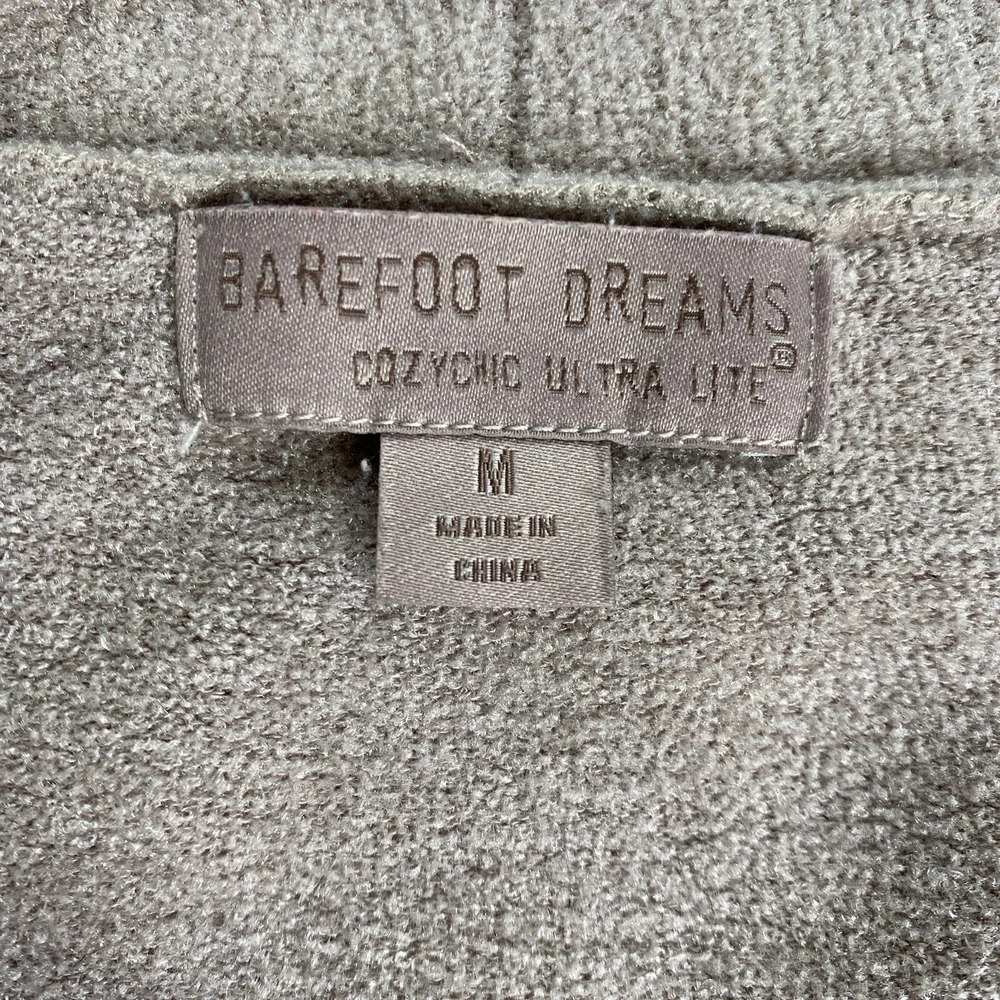 BAREFOOT DREAMS
COZYCHIC ULTRA LITE®
M
MADE IN
CHINA